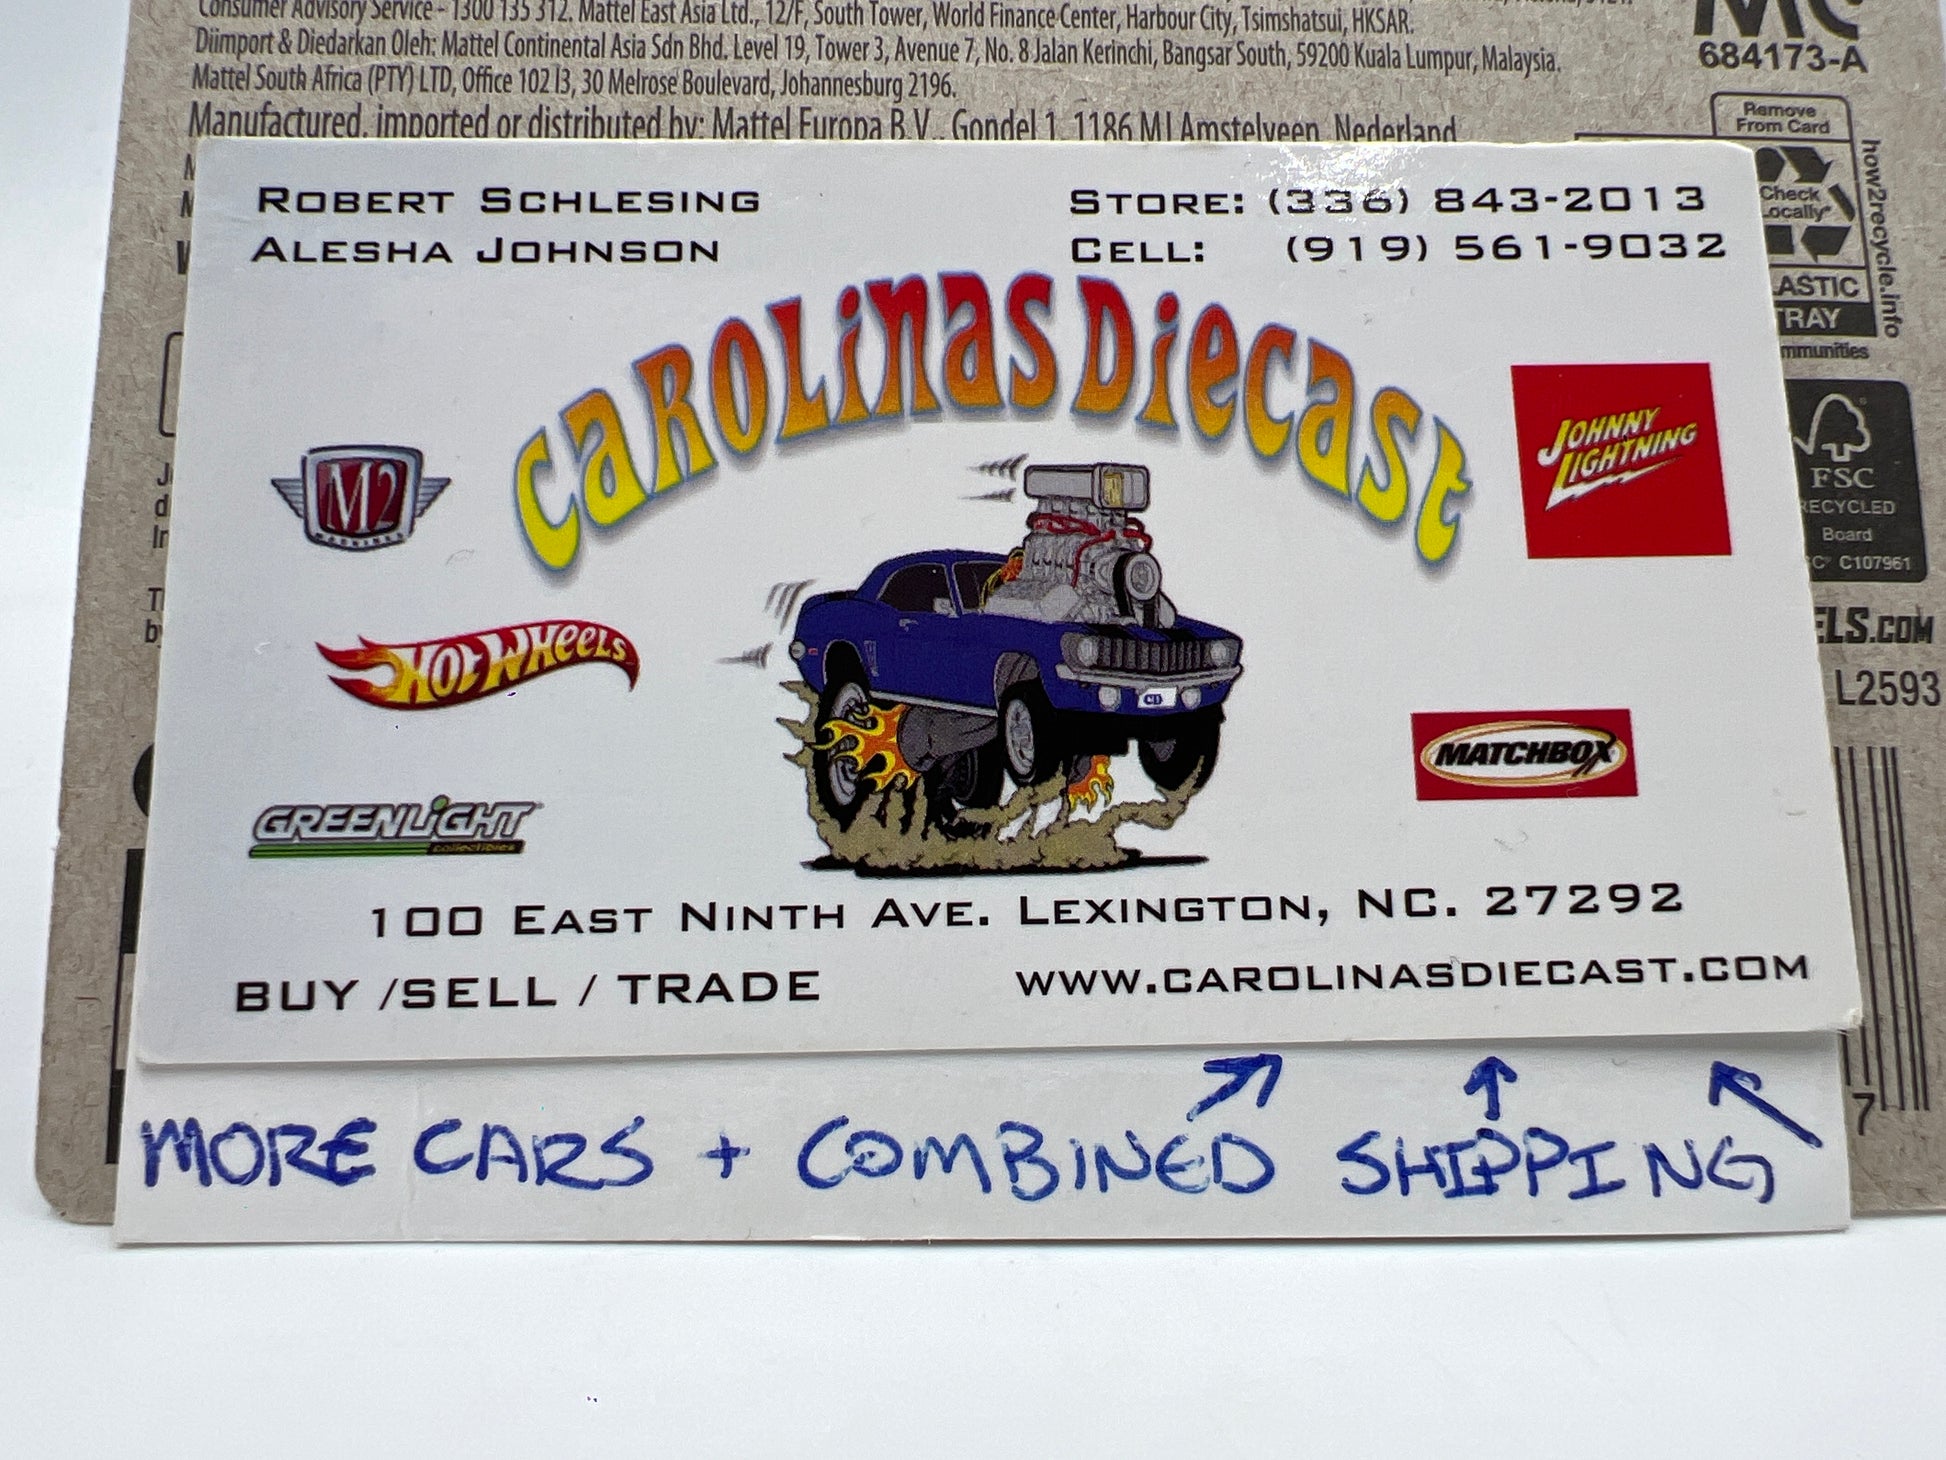 Consumer Advisory Service - 1300 135 312. Mattel East Asia Ltd., 12/F, South Tower, World Finance Center, Harbour City, Tsimshatsui, HKSAR.
Diimport & Diedarkan Oleh: Mattel Continental Asia Sdn Bhd. Level 19, Tower 3, Avenue 7, No. 8 Jalan Kerinchi, Bangsar South, 59200 Kuala Lumpur, Malaysia.
Mattel South Africa (PTY) LTD, Office 102 I3, 30 Melrose Boulevard, Johannesburg 2196.
Manufactured, imported or distributed by: Mattel Europa B.V., Gondel 1, 1186 MJ Amstelveen, Nederland
684173-A
Remove
From Card
Check
Locally*
how2recycle.info
FSC
RECYCLED
Board
C107961
ELS.COM
L2593
7
ROBERT SCHLESING
ALESHA JOHNSON
STORE: (336) 843-2013
CELL: (919) 561-9032
CAROLINAS DIECAST
M2
MACHINES
HOT WHEELS
GREENLIGHT
collectibles
JOHNNY
LIGHTNING
MATCHBOX
CD
100 EAST NINTH AVE. LEXINGTON, NC. 27292
BUY /SELL / TRADE
WWW.CAROLINASDIECAST.COM
MORE CARS + COMBINED SHIPPING